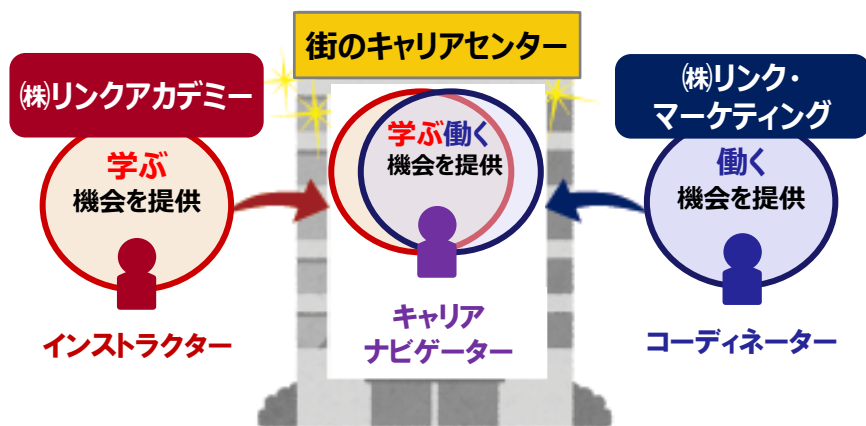 街のキャリアセンター
㈱リンクアカデミー
学ぶ
機会を提供
インストラクター
学ぶ働く
機会を提供
キャリア
ナビゲーター
㈱リンク・
マーケティング
働く
機会を提供
コーディネーター